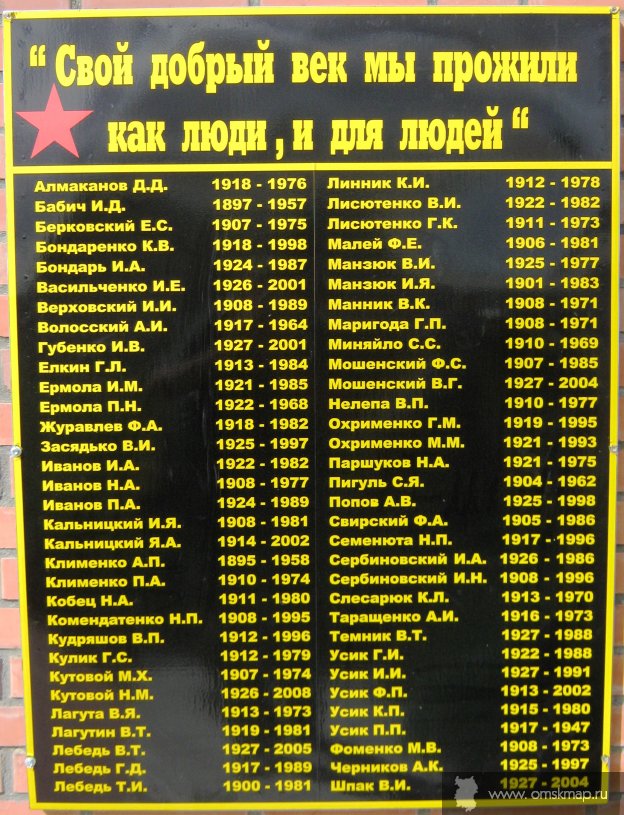 “ Свой добрый век мы прожили
как люди , и для людей “
Алмаканов Д.Д. 1918 - 1976
Бабич И.Д. 1897 - 1957
Берковский Е.С. 1907 - 1975
Бондаренко К.В. 1918 - 1998
Бондарь И.А. 1924 - 1987
Васильченко И.Е. 1926 - 2001
Верховский И.И. 1908 - 1989
Волосский А.И. 1917 - 1964
Губенко И.В. 1927 - 2001
Елкин Г.Л. 1913 - 1984
Ермола И.М. 1921 - 1985
Ермола П.Н. 1922 - 1968
Журавлев Ф.А. 1918 - 1982
Засядько В.И. 1925 - 1997
Иванов И.А. 1922 - 1982
Иванов Н.А. 1908 - 1977
Иванов П.А. 1924 - 1989
Кальницкий И.Я. 1908 - 1981
Кальницкий Я.А. 1914 - 2002
Клименко А.П. 1895 - 1958
Клименко П.А. 1910 - 1974
Кобец Н.А. 1911 - 1980
Комендатенко Н.П. 1908 - 1995
Кудряшов В.П. 1912 - 1996
Кулик Г.С. 1912 - 1979
Кутовой М.Х. 1907 - 1974
Кутовой Н.М. 1926 - 2008
Лагута В.Я. 1913 - 1973
Лагутин В.Т. 1919 - 1981
Лебедь В.Т. 1927 - 2005
Лебедь Г.Д. 1917 - 1989
Лебедь Т.И. 1900 - 1981
Линник К.И. 1912 - 1978
Лисютенко В.И. 1922 - 1982
Лисютенко Г.К. 1911 - 1973
Малей Ф.Е. 1906 - 1981
Манзюк В.И. 1925 - 1977
Манзюк И.Я. 1901 - 1983
Манник В.К. 1908 - 1971
Маригода Г.П. 1908 - 1971
Миняйло С.С. 1910 - 1969
Мошенский Ф.С. 1907 - 1985
Мошенский В.Г. 1927 - 2004
Нелепа В.П. 1910 - 1977
Охрименко Г.М. 1919 - 1995
Охрименко М.М. 1921 - 1993
Паршуков Н.А. 1921 - 1975
Пигуль С.Я. 1904 - 1962
Попов А.В. 1925 - 1998
Свирский Ф.А. 1905 - 1986
Семенюта Н.П. 1917 - 1996
Сербиновский И.А. 1926 - 1986
Сербиновский И.Н. 1908 - 1996
Слесарюк К.Л. 1913 - 1970
Таращенко А.И. 1916 - 1973
Темник В.Т. 1927 - 1988
Усик Г.И. 1922 - 1988
Усик И.И. 1927 - 1991
Усик Ф.П. 1913 - 2002
Усик К.П. 1915 - 1980
Усик П.П. 1917 - 1947
Фоменко М.В. 1908 - 1973
Черников А.К. 1925 - 1997
Шпак В.И. 1927 - 2004
www. omskmap.ru